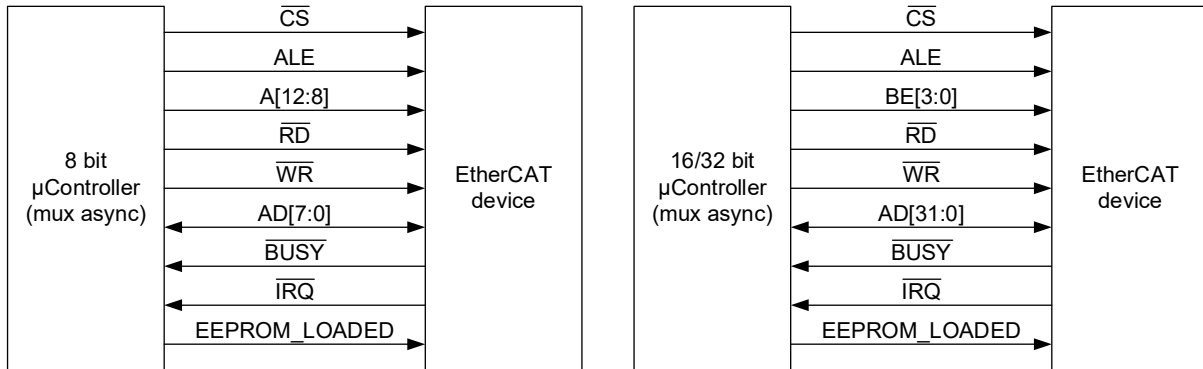 8 bit
µController
(mux async)
CS
ALE
A[12:8]
RD
WR
AD[7:0]
BUSY
IRQ
EEPROM_LOADED
EtherCAT
device
16/32 bit
µController
(mux async)
CS
ALE
BE[3:0]
RD
WR
AD[31:0]
BUSY
IRQ
EEPROM_LOADED
EtherCAT
device